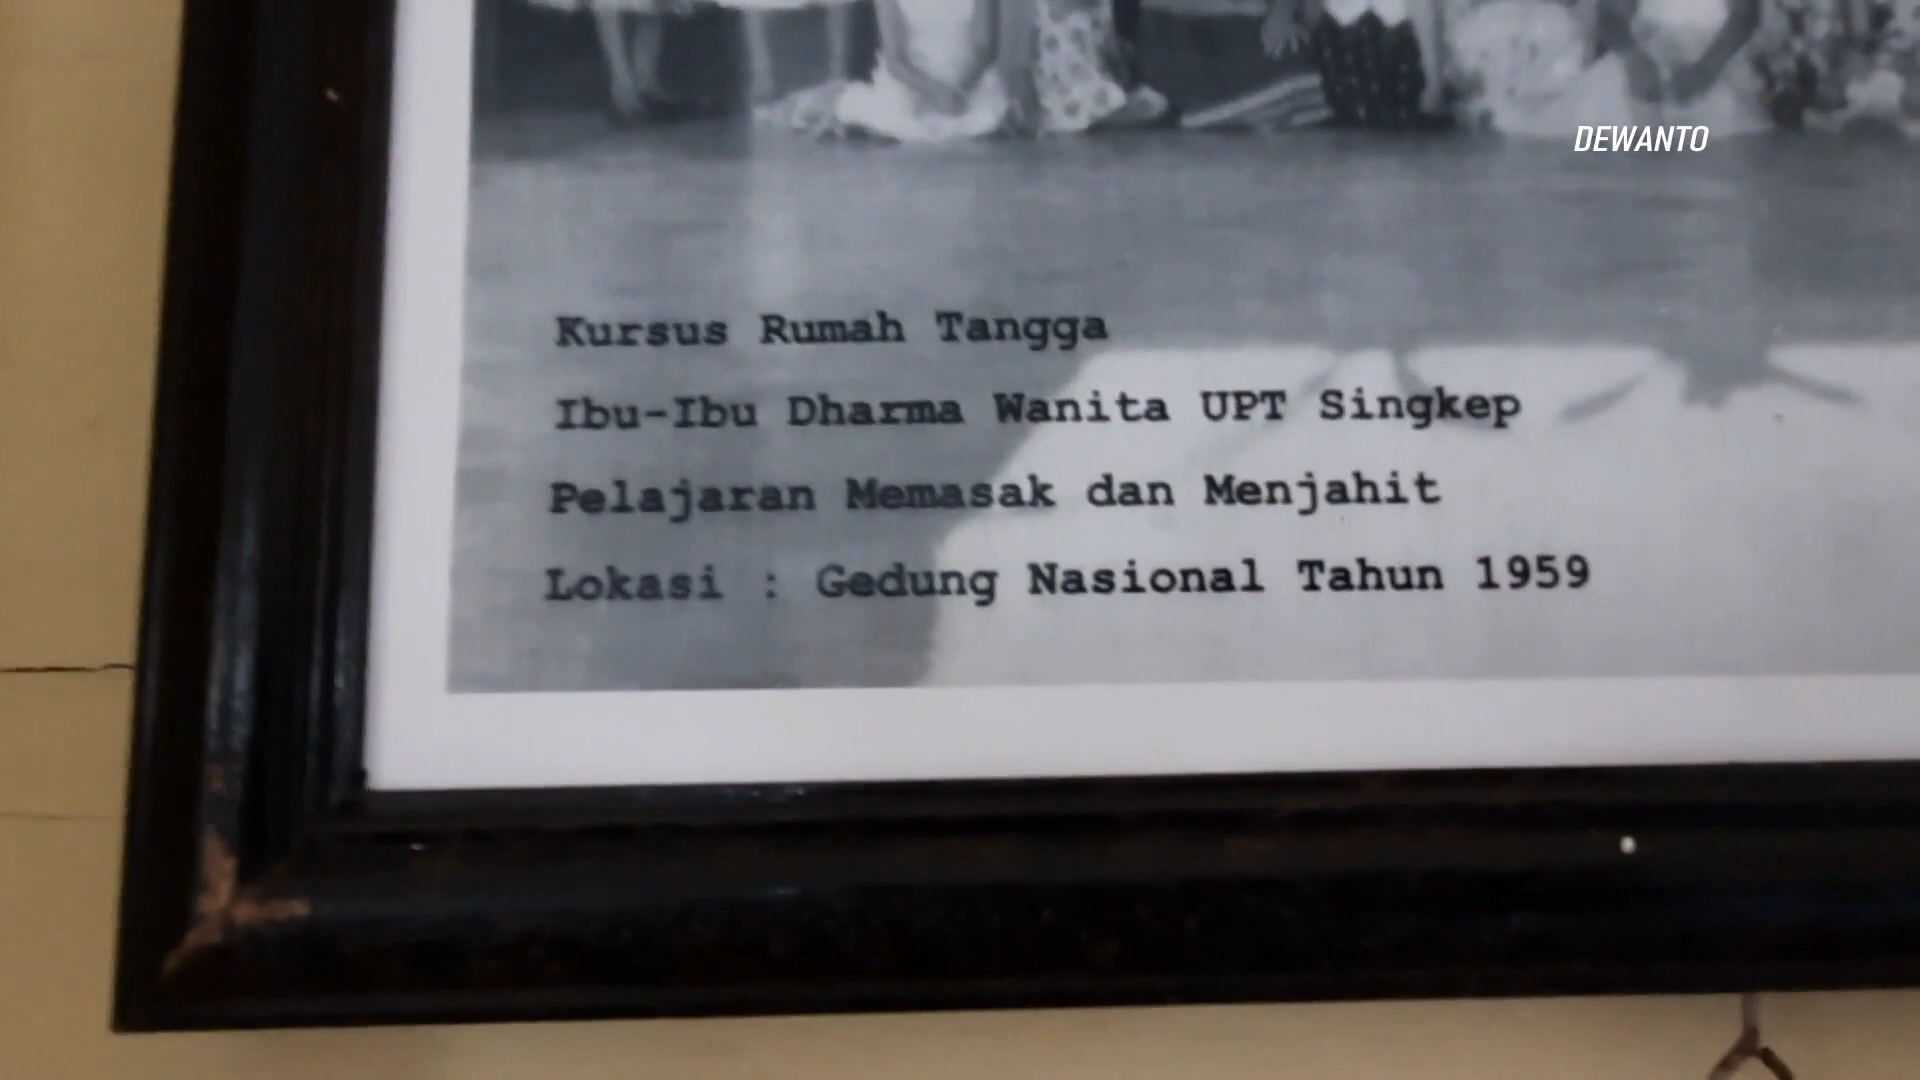 DEWANTO
Kursus Rumah Tangga
Ibu-Ibu Dharma Wanita UPT Singkep
Pelajaran Memasak dan Menjahit
Lokasi : Gedung Nasional Tahun 1959